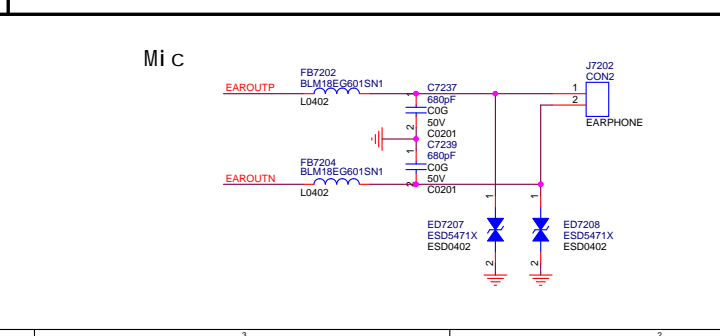 Mic
FB7202
BLM18EG601SN1
EAROUTP
L0402
1
C7237
680pF
C0G
50V
C0201
2
J7202
CON2
1
2
EARPHONE
1
C7239
680pF
C0G
50V
C0201
2
FB7204
BLM18EG601SN1
EAROUTN
L0402
1
ED7207
ESD5471X
ESD0402
2
1
ED7208
ESD5471X
ESD0402
2
3
2